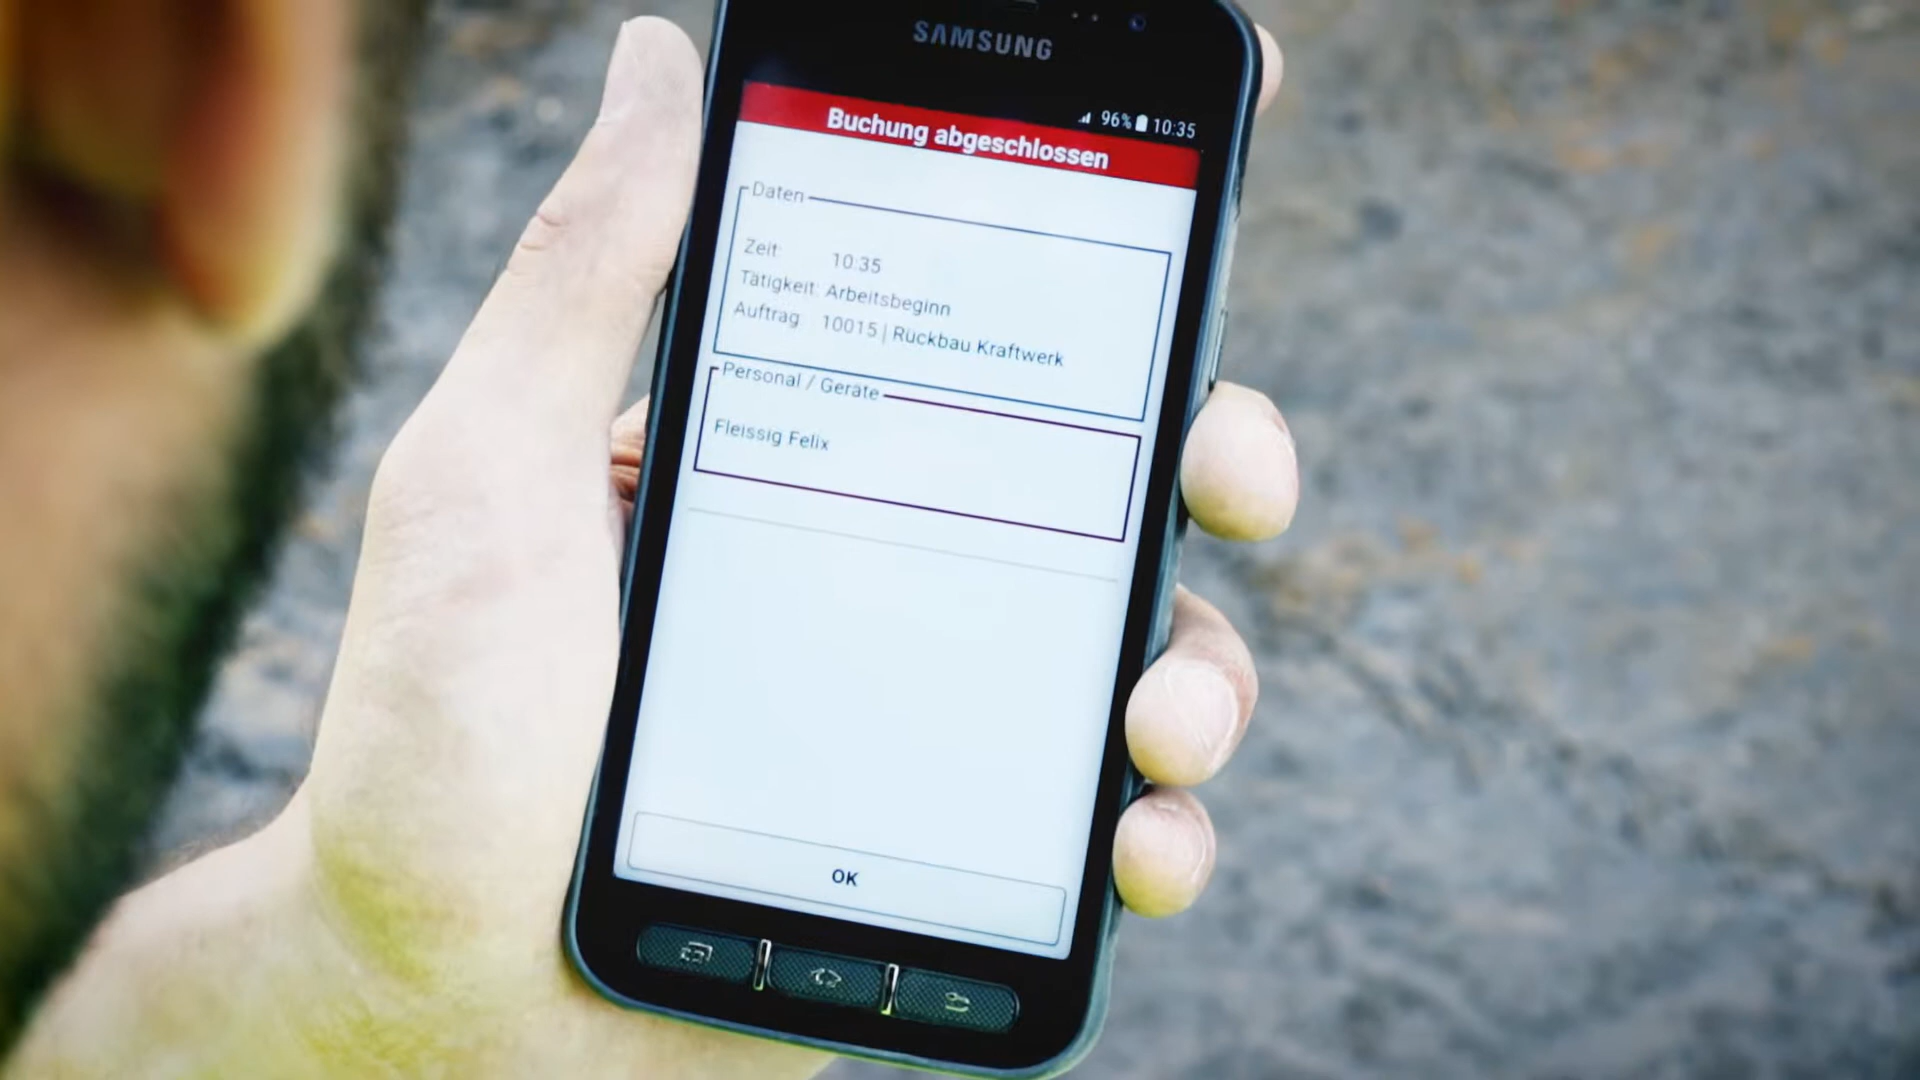 SAMSUNG
96% 10:35
Buchung abgeschlossen
Daten
Zeit: 10:35
Tätigkeit: Arbeitsbeginn
Auftrag: 10015 | Rückbau Kraftwerk
Personal / Geräte
Fleissig Felix
OK